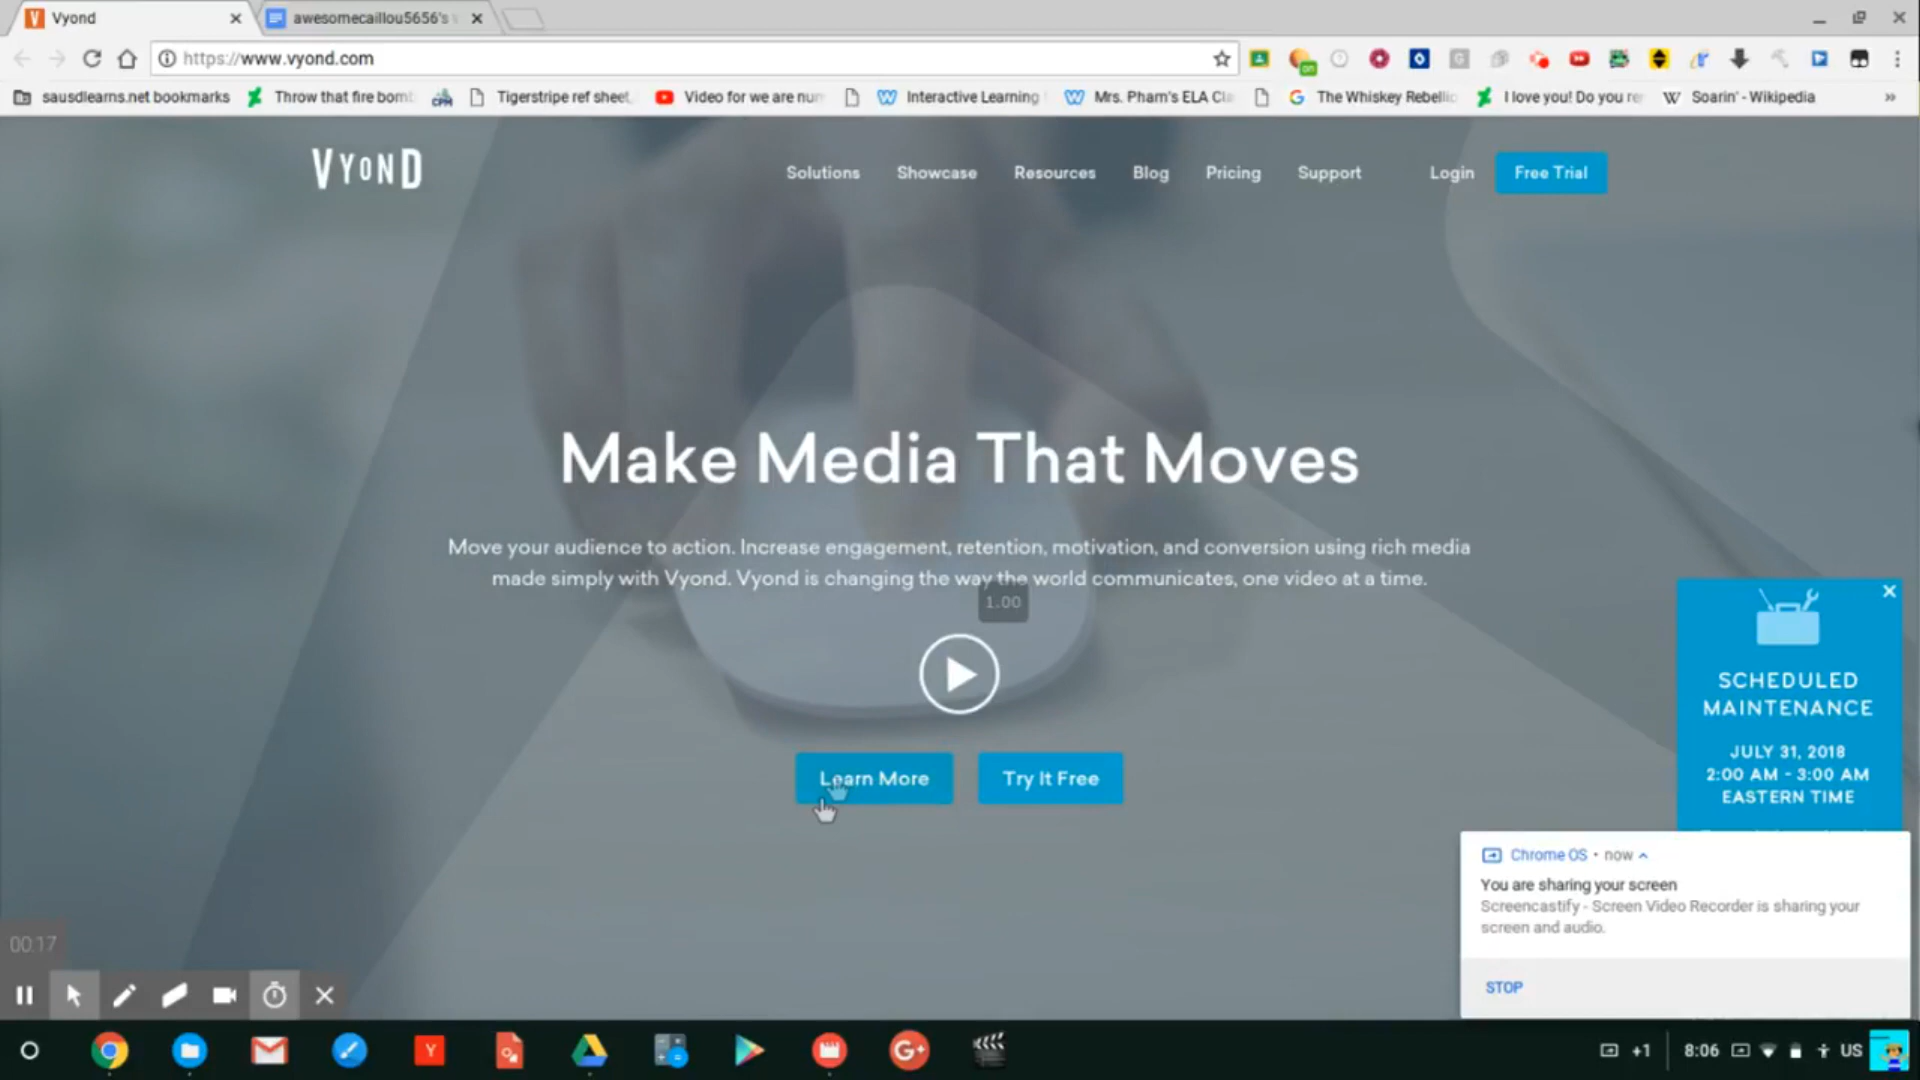 Vyond
awesomecaillou5656's
https://www.vyond.com
on
sausdlearns.net bookmarks
Throw that fire bomb
CPM
Tigerstripe ref sheet,
Video for we are num
Interactive Learning
Mrs. Pham's ELA Cla
The Whiskey Rebellio
I love you! Do you re
Soarin' - Wikipedia
»
VYOND
Solutions
Showcase
Resources
Blog
Pricing
Support
Login
Free Trial
Make Media That Moves
Move your audience to action. Increase engagement, retention, motivation, and conversion using rich media
made simply with Vyond. Vyond is changing the way the world communicates, one video at a time.
1.00
Learn More
Try It Free
SCHEDULED
MAINTENANCE
JULY 31, 2018
2:00 AM - 3:00 AM
EASTERN TIME
Chrome OS • now
You are sharing your screen
Screencastify - Screen Video Recorder is sharing your
screen and audio.
STOP
00:17
+1
8:06
US